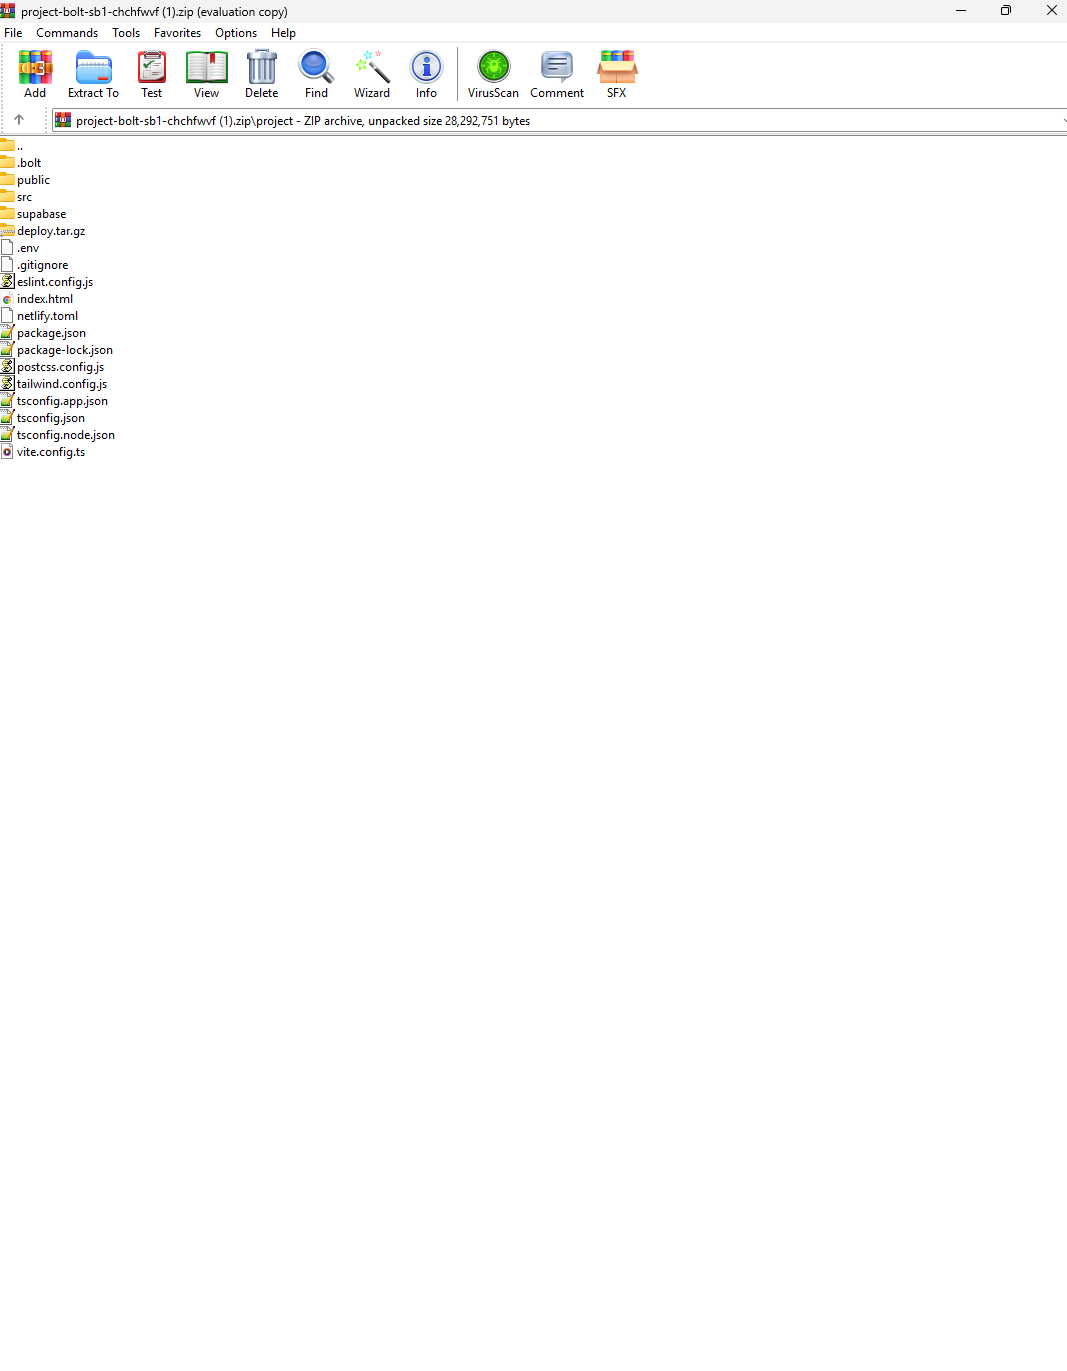 project-bolt-sb1-chchfwvf (1).zip (evaluation copy)
File Commands Tools Favorites Options Help
Add Extract To Test View Delete Find Wizard Info VirusScan Comment SFX
project-bolt-sb1-chchfwvf (1).zip\project - ZIP archive, unpacked size 28,292,751 bytes
..
.bolt
public
src
supabase
deploy.tar.gz
.env
.gitignore
eslint.config.js
index.html
netlify.toml
package.json
package-lock.json
postcss.config.js
tailwind.config.js
tsconfig.app.json
tsconfig.json
tsconfig.node.json
vite.config.ts